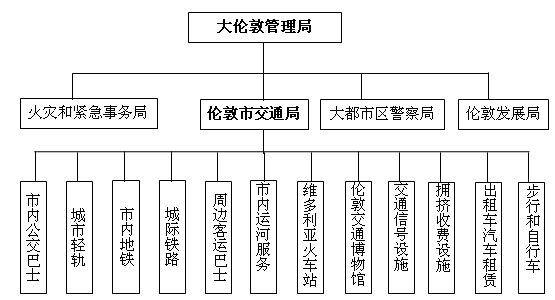 大伦敦管理局
火灾和紧急事务局
伦敦市交通局
大都市区警察局
伦敦发展局
市内公交巴士
城市轻轨
市内地铁
城际铁路
周边客运巴士
市内运河服务
维多利亚火车站
伦敦交通博物馆
交通信号设施
拥挤收费设施
出租车汽车租赁
步行和自行车